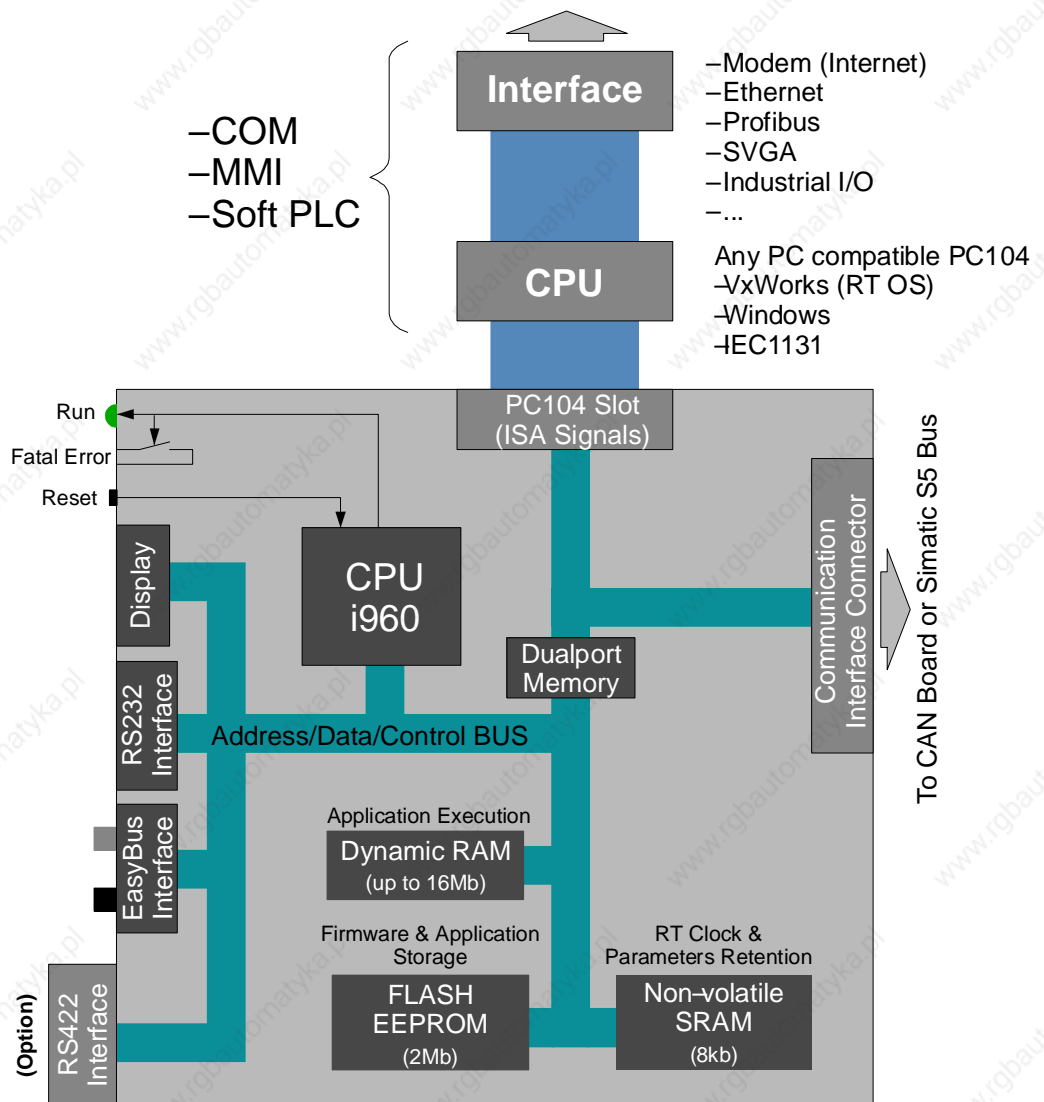 Interface
–Modem (Internet)
–Ethernet
–Profibus
–SVGA
–Industrial I/O
–...
–COM
–MMI
–Soft PLC
CPU
Any PC compatible PC104
–VxWorks (RT OS)
–Windows
–IEC1131
PC104 Slot
(ISA Signals)
Run
Fatal Error
Reset
Display
CPU
i960
Dualport
Memory
Communication
Interface Connector
To CAN Board or Simatic S5 Bus
RS232
Interface
Address/Data/Control BUS
EasyBus
Interface
Application Execution
Dynamic RAM
(up to 16Mb)
Firmware & Application
Storage
FLASH
EEPROM
(2Mb)
RT Clock &
Parameters Retention
Non–volatile
SRAM
(8kb)
(Option)
RS422
Interface
www.rgbautomatyka.pl